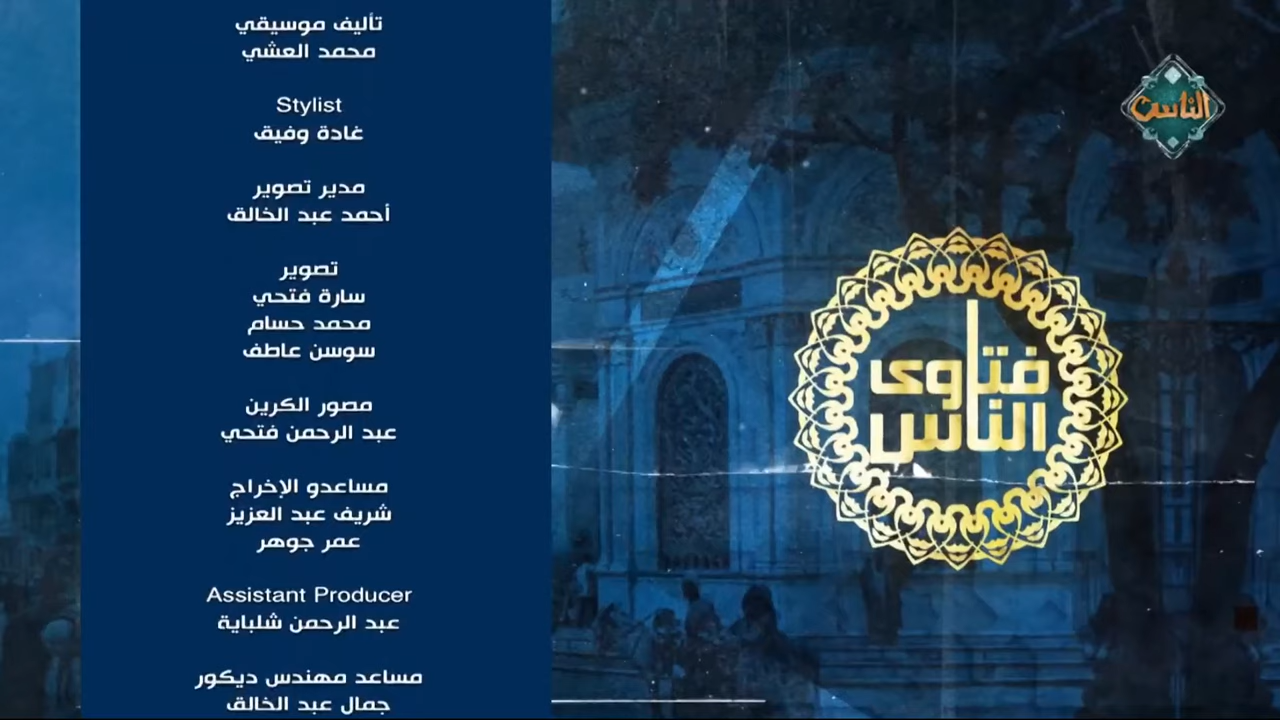 تأليف موسيقي
محمد العشي
Stylist
غادة وفيق
مدير تصوير
أحمد عبد الخالق
تصوير
سارة فتحي
محمد حسام
سوسن عاطف
مصور الكرين
عبد الرحمن فتحي
مساعدو الإخراج
شريف عبد العزيز
عمر جوهر
Assistant Producer
عبد الرحمن شلباية
مساعد مهندس ديكور
جمال عبد الخالق
الناس
فتاوى
الناس